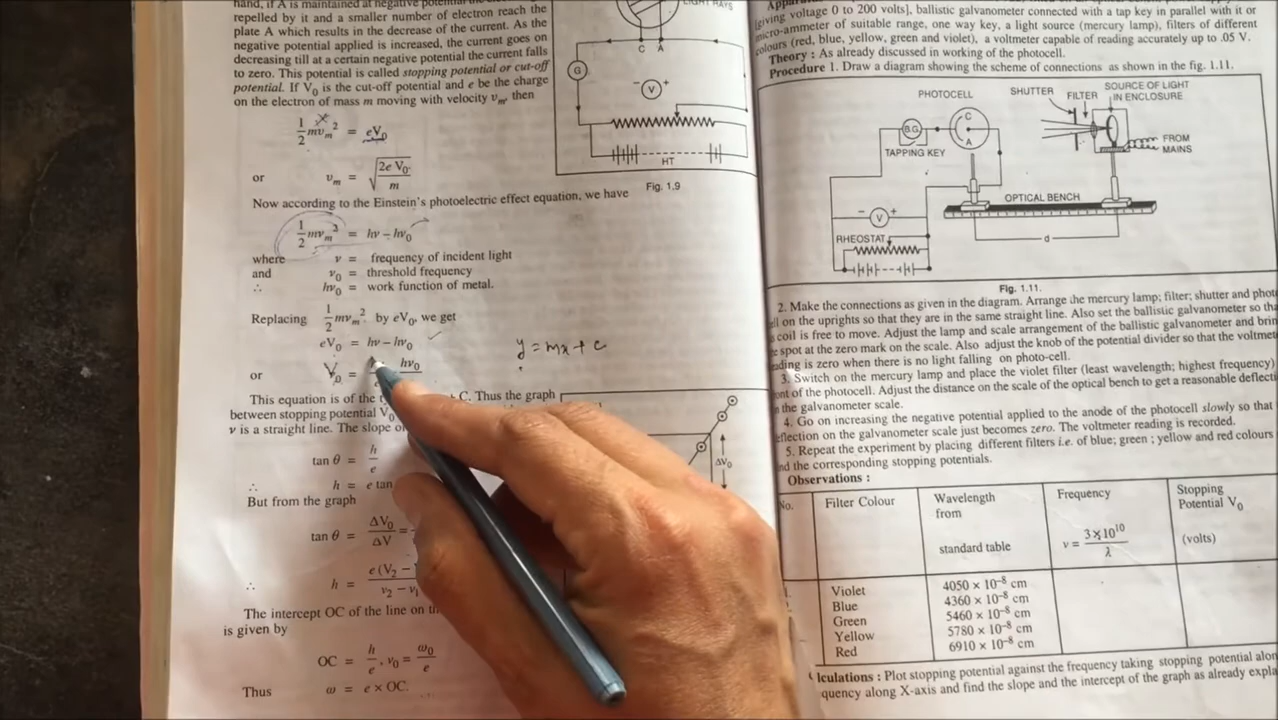 hand, if A is maintained at negative potential the
repelled by it and a smaller number of electron reach the
plate A which results in the decrease of the current. As the
negative potential applied is increased, the current goes on
decreasing till at a certain negative potential the current falls
to zero. This potential is called stopping potential or cut-off
potential. If V₀ is the cut-off potential and e be the charge
on the electron of mass m moving with velocity υₘ, then
1/2 mυₘ² = eV₀
or υₘ = √(2e V₀/m)
Now according to the Einstein's photoelectric effect equation, we have
1/2 mνₘ² = hν – hν₀
where ν = frequency of incident light
and ν₀ = threshold frequency
∴ hν₀ = work function of metal.
Replacing 1/2 mνₘ² by eV₀, we get
eV₀ = hν – hν₀
or V₀ = hν₀
This equation is of the C. Thus the graph
between stopping potential V₀
ν is a straight line. The slope
tan θ = h/e
∴ h = e tan
But from the graph
tan θ = ΔV₀/ΔV =
∴ h = e(V₂ –/ν₂ – ν₁
The intercept OC of the line on
is given by
OC = h/e . ν₀ = ω₀/e
Thus ω = e × OC.
LIGHT RAYS
C A
G
V +
HT
Fig. 1.9
y = mx + c
ΔV₀
[giving voltage 0 to 200 volts], ballistic galvanometer connected with a tap key in parallel with it or
micro-ammeter of suitable range, one way key, a light source (mercury lamp), filters of different
colours (red, blue, yellow, green and violet), a voltmeter capable of reading accurately up to .05 V.
Theory : As already discussed in working of the photocell.
Procedure 1. Draw a diagram showing the scheme of connections as shown in the fig. 1.11.
PHOTOCELL
SHUTTER
FILTER
SOURCE OF LIGHT
IN ENCLOSURE
B.G.
C
A
TAPPING KEY
FROM
MAINS
OPTICAL BENCH
– V +
RHEOSTAT
d
Fig. 1.11.
2. Make the connections as given in the diagram. Arrange the mercury lamp; filter; shutter and
on the uprights so that they are in the same straight line. Also set the ballistic galvanometer so
coil is free to move. Adjust the lamp and scale arrangement of the galvanometer and
spot at the zero mark on the scale. Also adjust the knob of the potential divider so that the
is zero when there is no light falling on photo-cell.
3. Switch on the mercury lamp and place the violet filter (least wavelength; highest frequency)
of the photocell. Adjust the distance on the scale of the optical bench to get a reasonable
the galvanometer scale.
4. Go on increasing the negative potential applied to the anode of the photocell slowly so that
on the galvanometer scale just becomes zero. The voltmeter reading is recorded.
5. Repeat the experiment by placing different filters i.e. of blue; green ; yellow and red colours
the corresponding stopping potentials.
Observations :
No. Filter Colour Wavelength from standard table Frequency ν = 3×10¹⁰/λ Stopping Potential V₀ (volts)
Violet 4050 × 10⁻⁸ cm
Blue 4360 × 10⁻⁸ cm
Green 5460 × 10⁻⁸ cm
Yellow 5780 × 10⁻⁸ cm
Red 6910 × 10⁻⁸ cm
lculations : Plot stopping potential against the frequency taking stopping potential
quency along X-axis and find the slope and the intercept of the graph as already